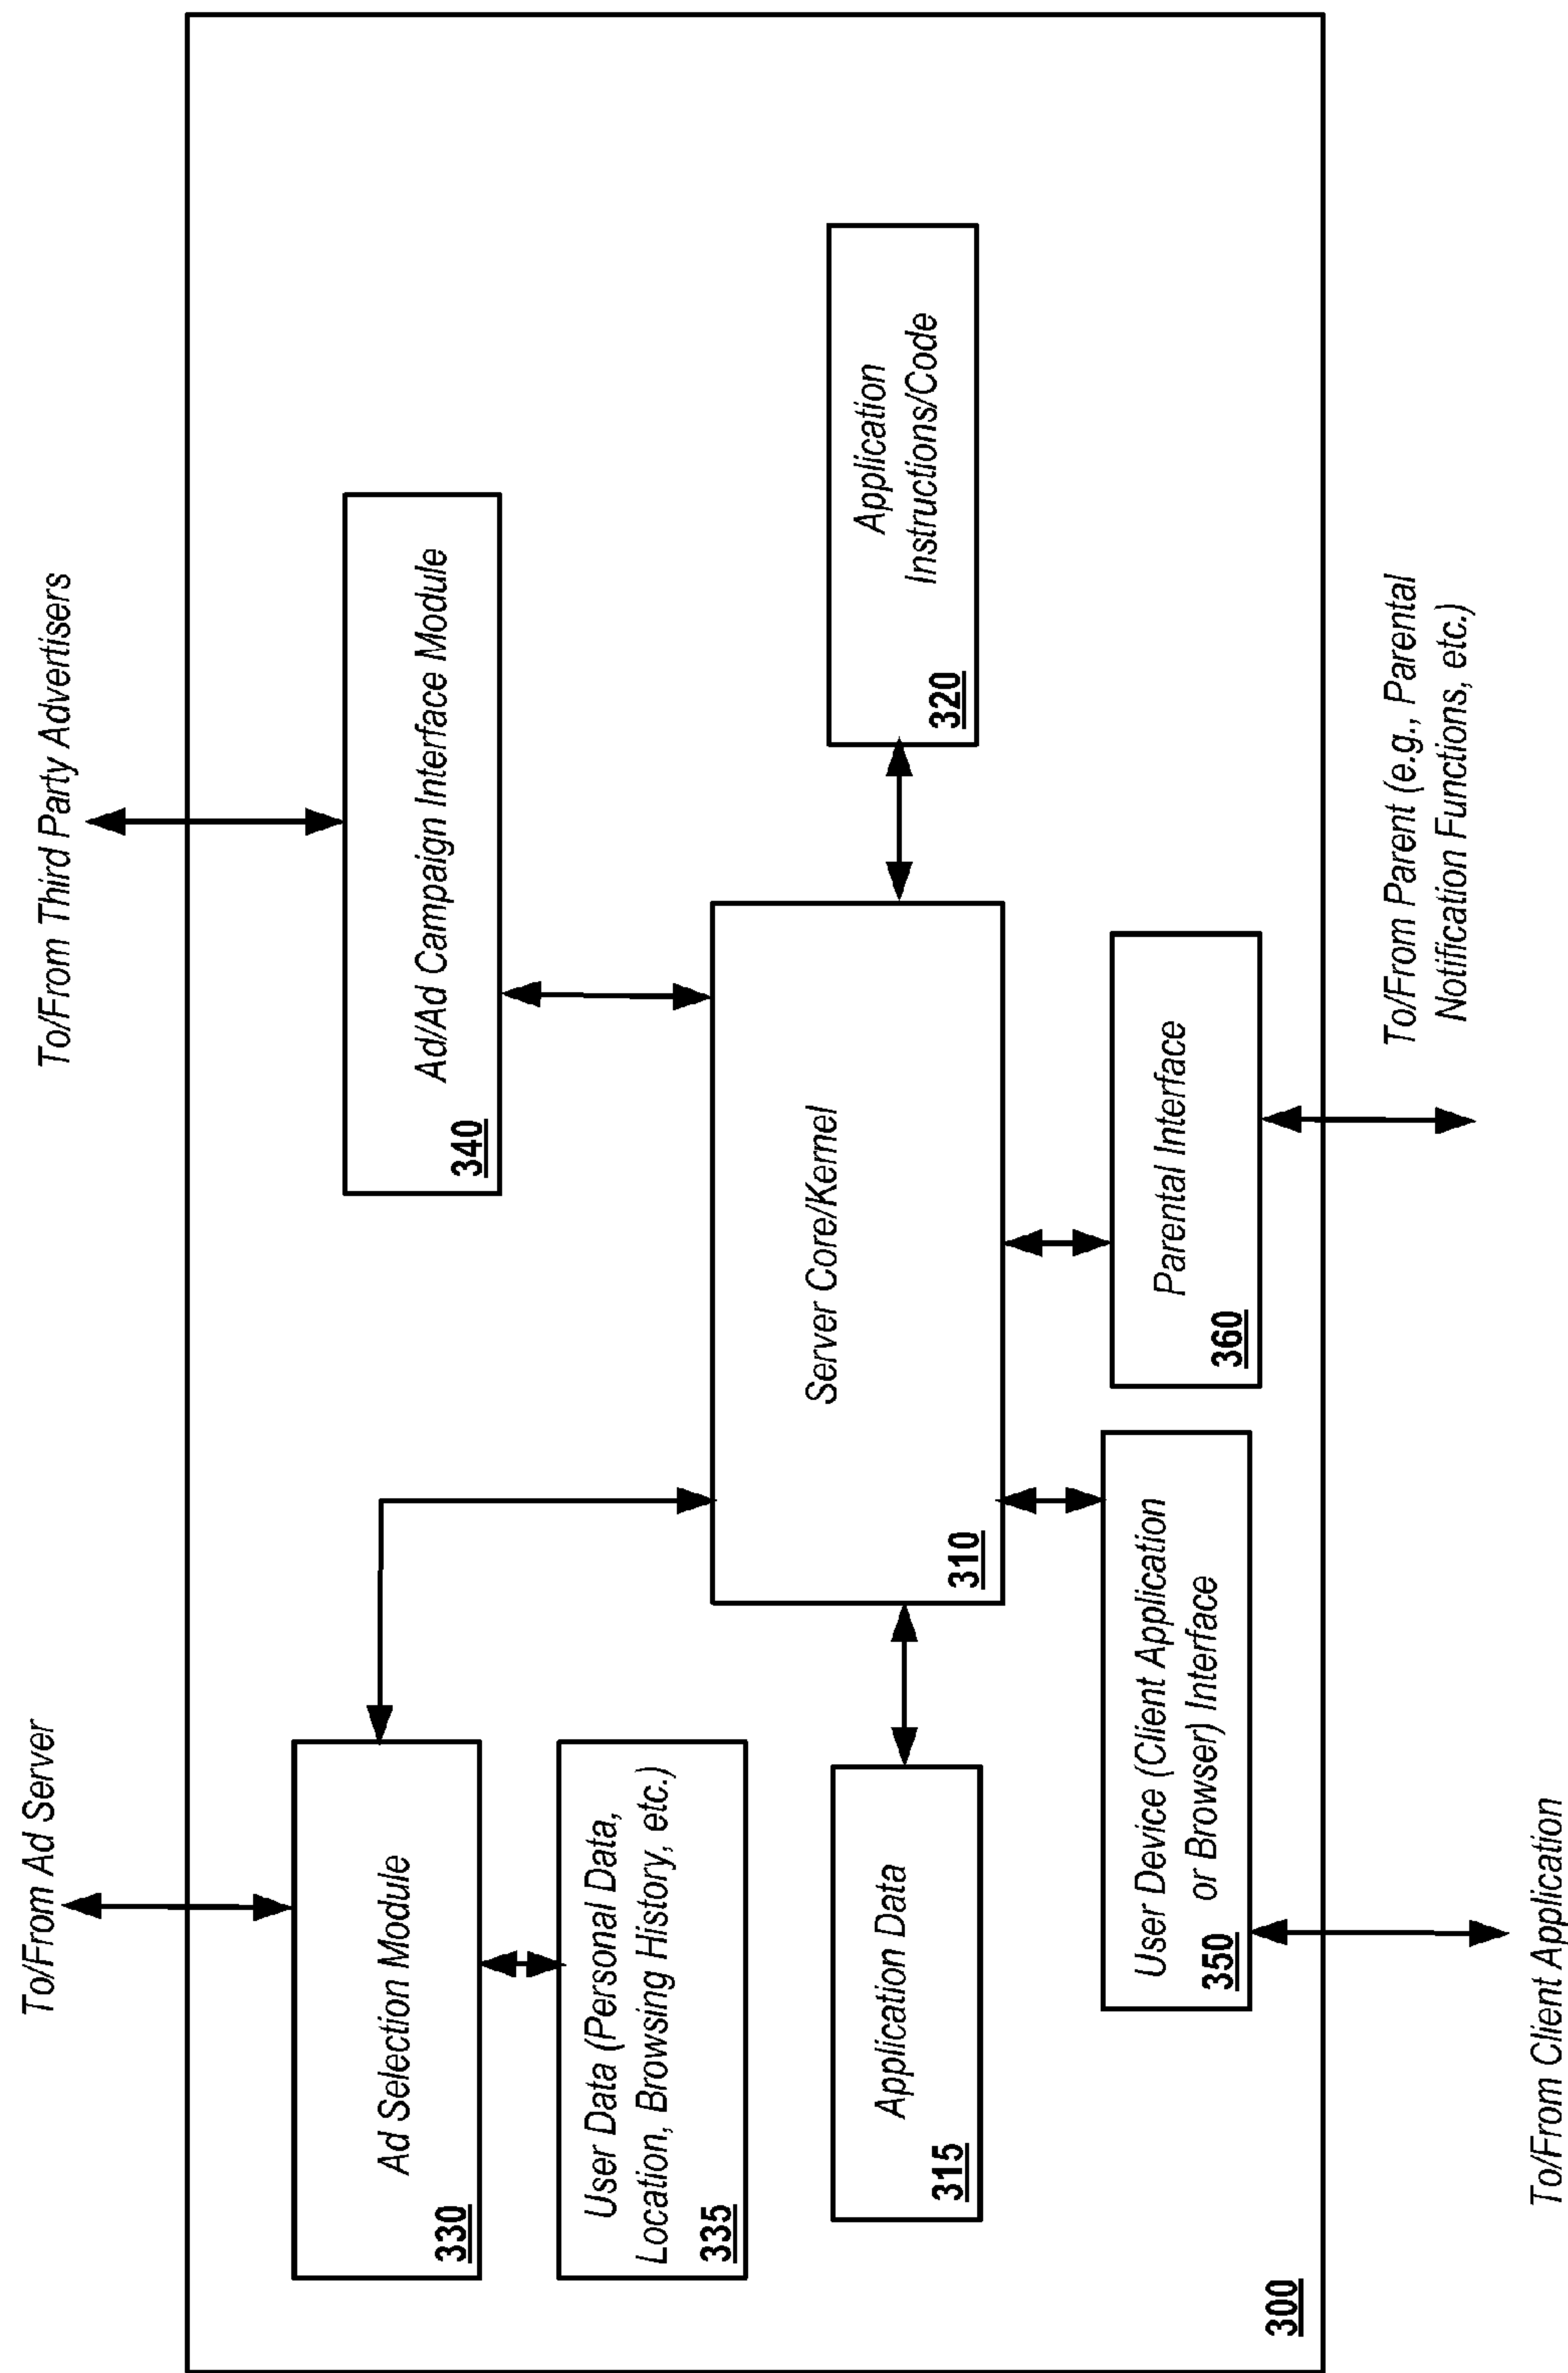 To/From Ad Server
To/From Third Party Advertisers
Ad Selection Module
330
Ad/Ad Campaign Interface Module
340
User Data (Personal Data,
Location, Browsing History, etc.)
335
Server Core/Kernel
310
Application Data
315
Application
Instructions/Code
320
User Device (Client Application
or Browser) Interface
350
Parental Interface
360
300
To/From Client Application
To/From Parent (e.g., Parental
Notification Functions, etc.)